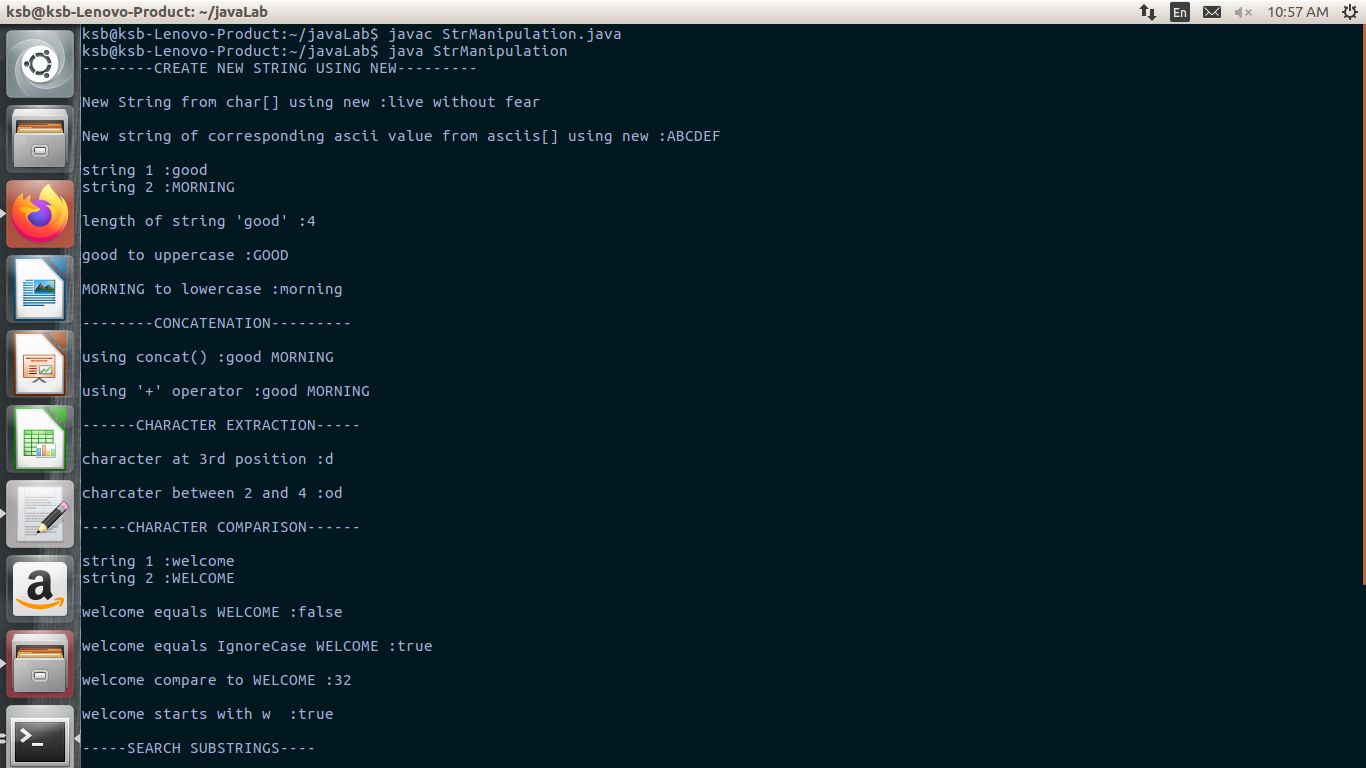 ksb@ksb-Lenovo-Product: ~/javaLab
En
10:57 AM
ksb@ksb-Lenovo-Product:~/javaLab$ javac StrManipulation.java
ksb@ksb-Lenovo-Product:~/javaLab$ java StrManipulation
--------CREATE NEW STRING USING NEW---------
New String from char[] using new :live without fear
New string of corresponding ascii value from asciis[] using new :ABCDEF
string 1 :good
string 2 :MORNING
length of string 'good' :4
good to uppercase :GOOD
MORNING to lowercase :morning
--------CONCATENATION---------
using concat() :good MORNING
using '+' operator :good MORNING
------CHARACTER EXTRACTION-----
character at 3rd position :d
charcater between 2 and 4 :od
-----CHARACTER COMPARISON------
string 1 :welcome
string 2 :WELCOME
welcome equals WELCOME :false
welcome equals IgnoreCase WELCOME :true
welcome compare to WELCOME :32
welcome starts with w  :true
-----SEARCH SUBSTRINGS----